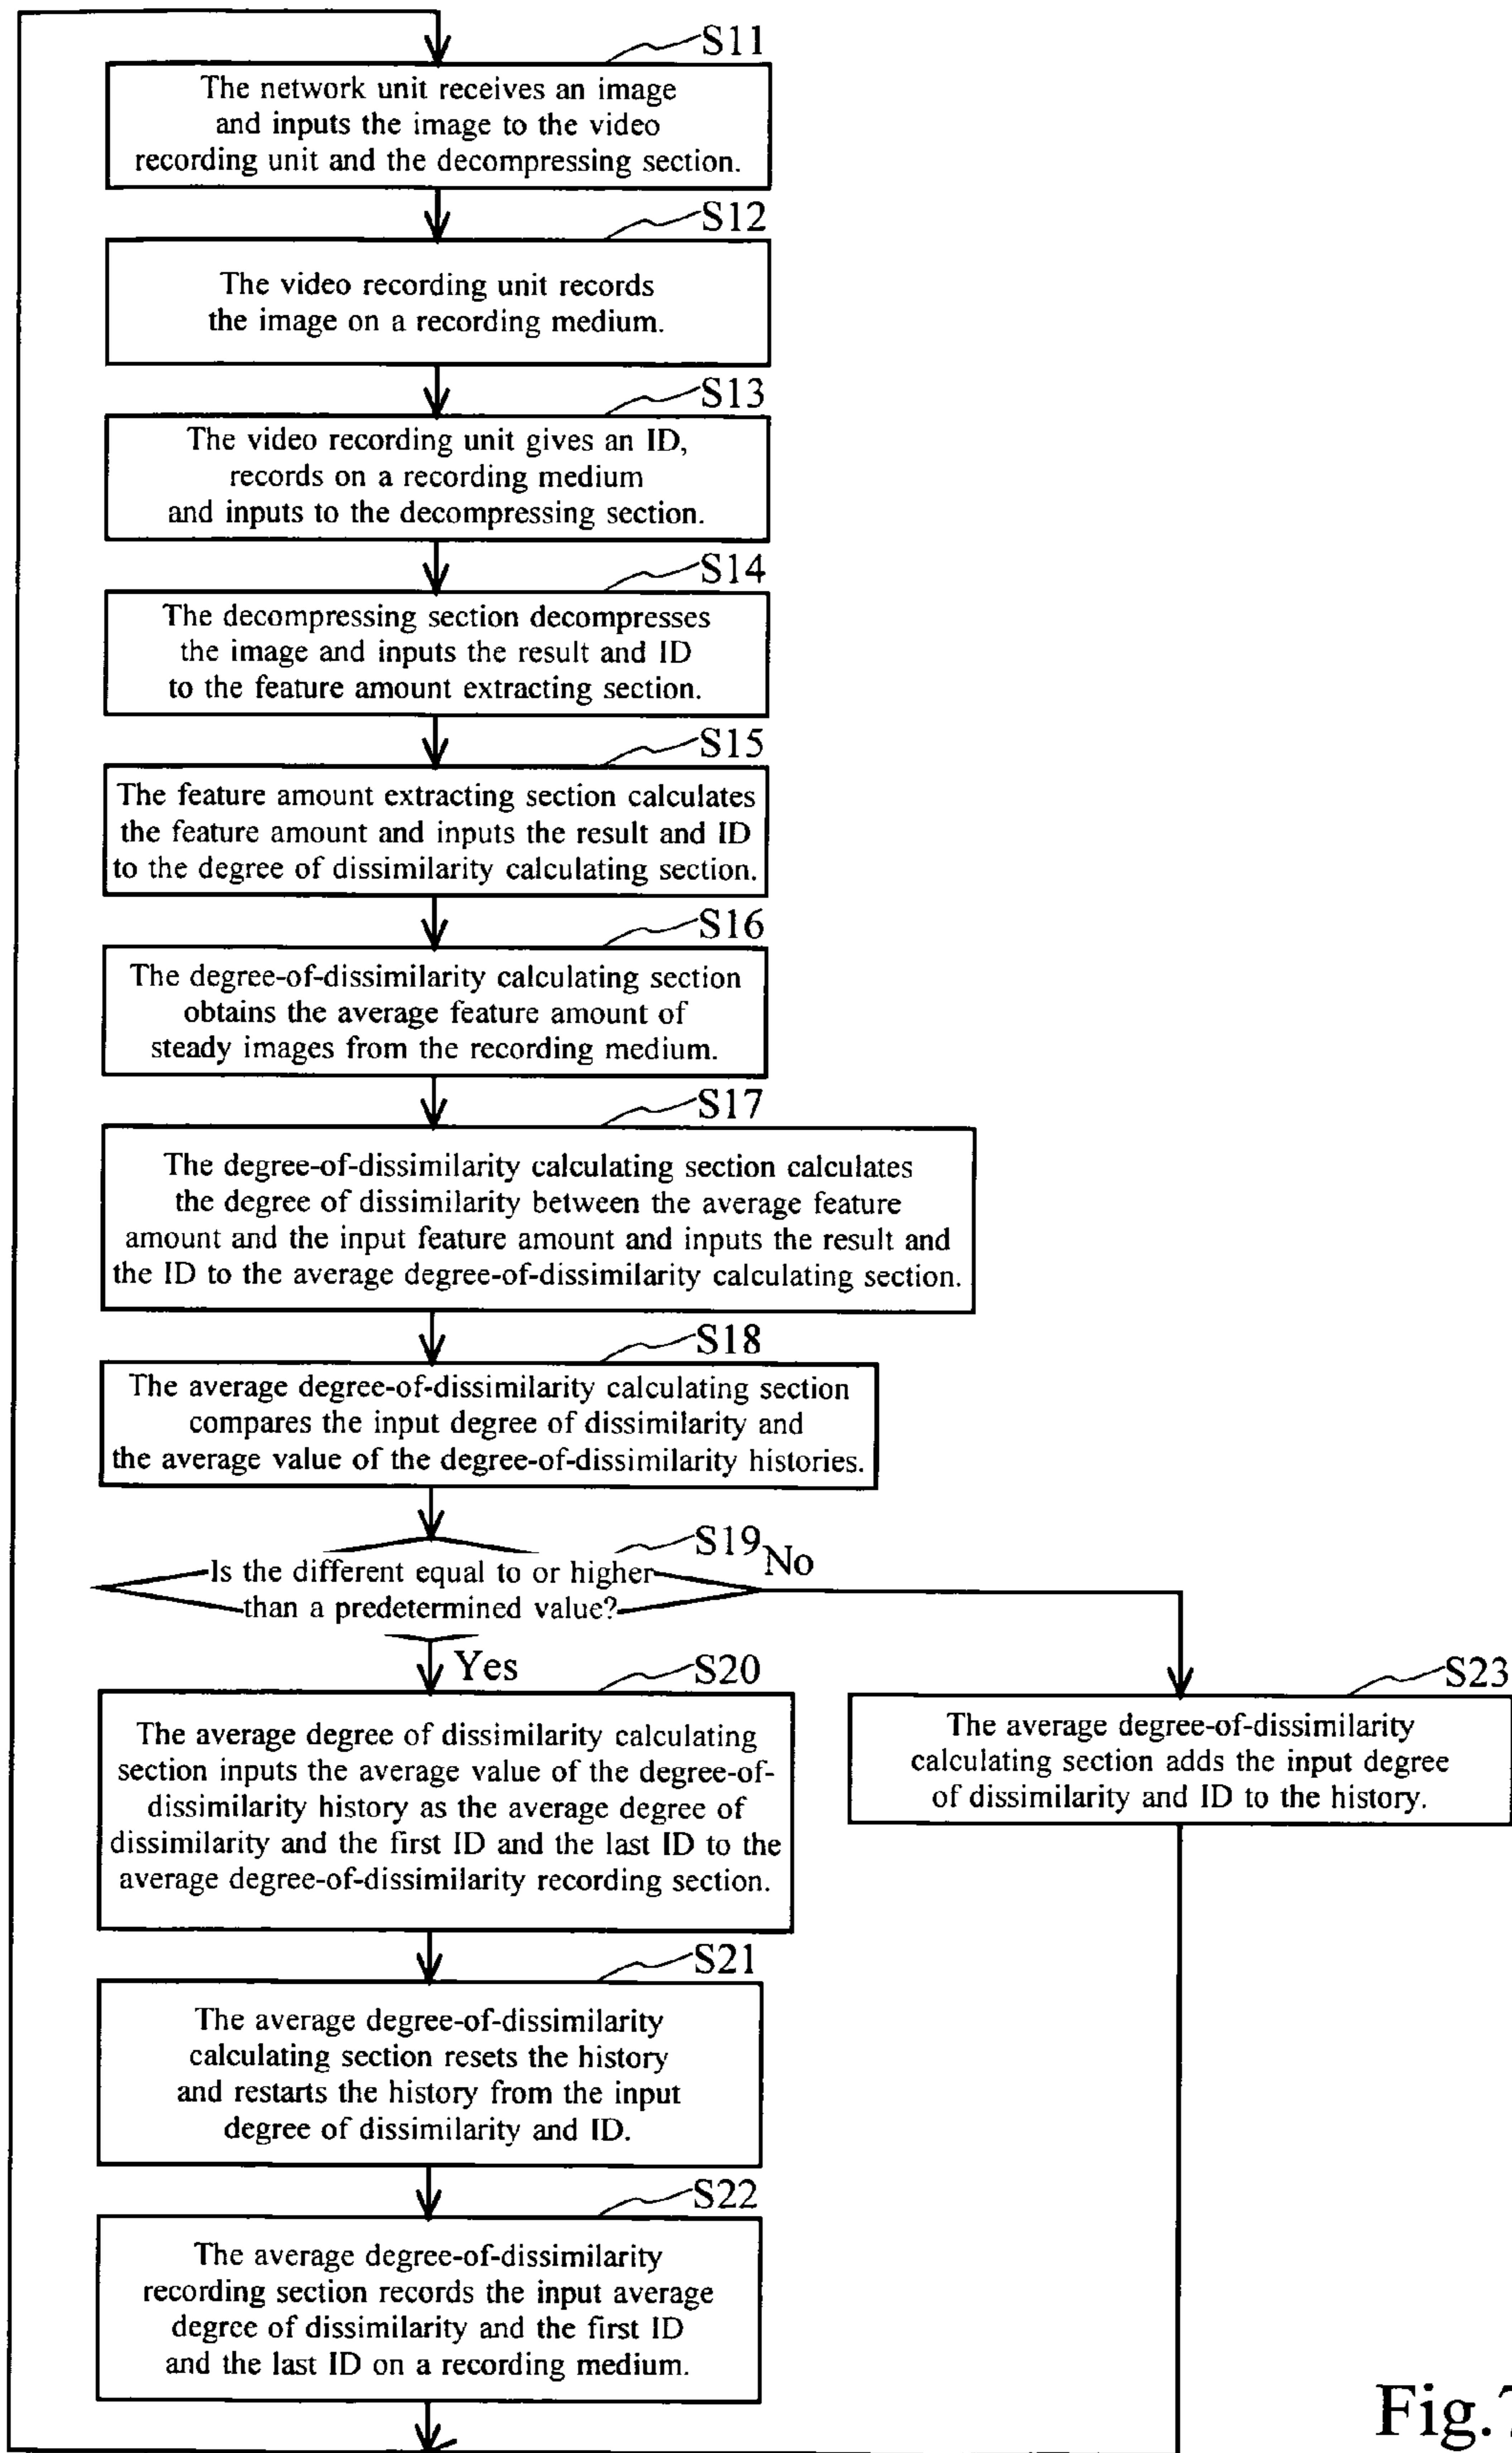 S11
The network unit receives an image
and inputs the image to the video
recording unit and the decompressing section.
S12
The video recording unit records
the image on a recording medium.
S13
The video recording unit gives an ID,
records on a recording medium
and inputs to the decompressing section.
S14
The decompressing section decompresses
the image and inputs the result and ID
to the feature amount extracting section.
S15
The feature amount extracting section calculates
the feature amount and inputs the result and ID
to the degree of dissimilarity calculating section.
S16
The degree-of-dissimilarity calculating section
obtains the average feature amount of
steady images from the recording medium.
S17
The degree-of-dissimilarity calculating section calculates
the degree of dissimilarity between the average feature
amount and the input feature amount and inputs the result and
the ID to the average degree-of-dissimilarity calculating section.
S18
The average degree-of-dissimilarity calculating section
compares the input degree of dissimilarity and
the average value of the degree-of-dissimilarity histories.
S19
No
Is the different equal to or higher
than a predetermined value?
Yes
S20
The average degree of dissimilarity calculating
section inputs the average value of the degree-of-
dissimilarity history as the average degree of
dissimilarity and the first ID and the last ID to the
average degree-of-dissimilarity recording section.
S23
The average degree-of-dissimilarity
calculating section adds the input degree
of dissimilarity and ID to the history.
S21
The average degree-of-dissimilarity
calculating section resets the history
and restarts the history from the input
degree of dissimilarity and ID.
S22
The average degree-of-dissimilarity
recording section records the input average
degree of dissimilarity and the first ID
and the last ID on a recording medium.
Fig.